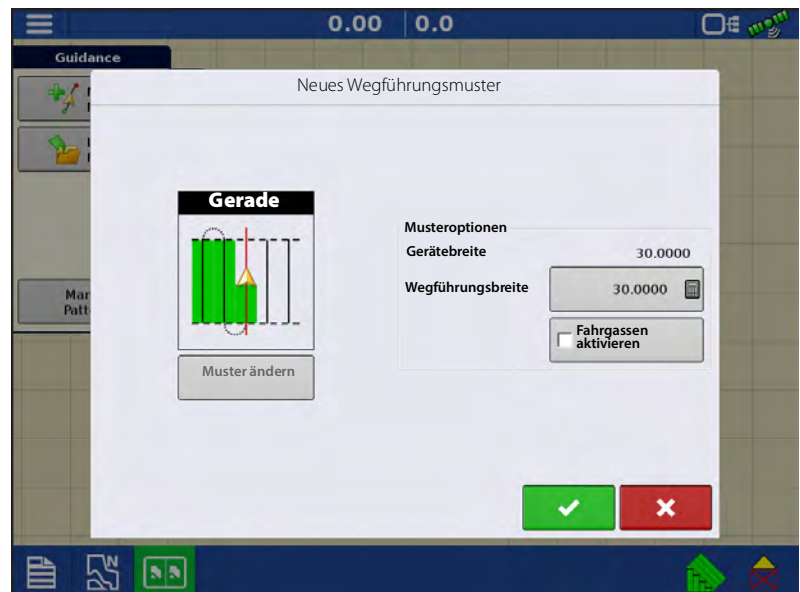 0.00 0.0
Guidance
Neues Wegführungsmuster
Gerade
Musteroptionen
Gerätebreite 30.0000
Wegführungsbreite 30.0000
Fahrgassen
aktivieren
Muster ändern
Mar
Patt
N